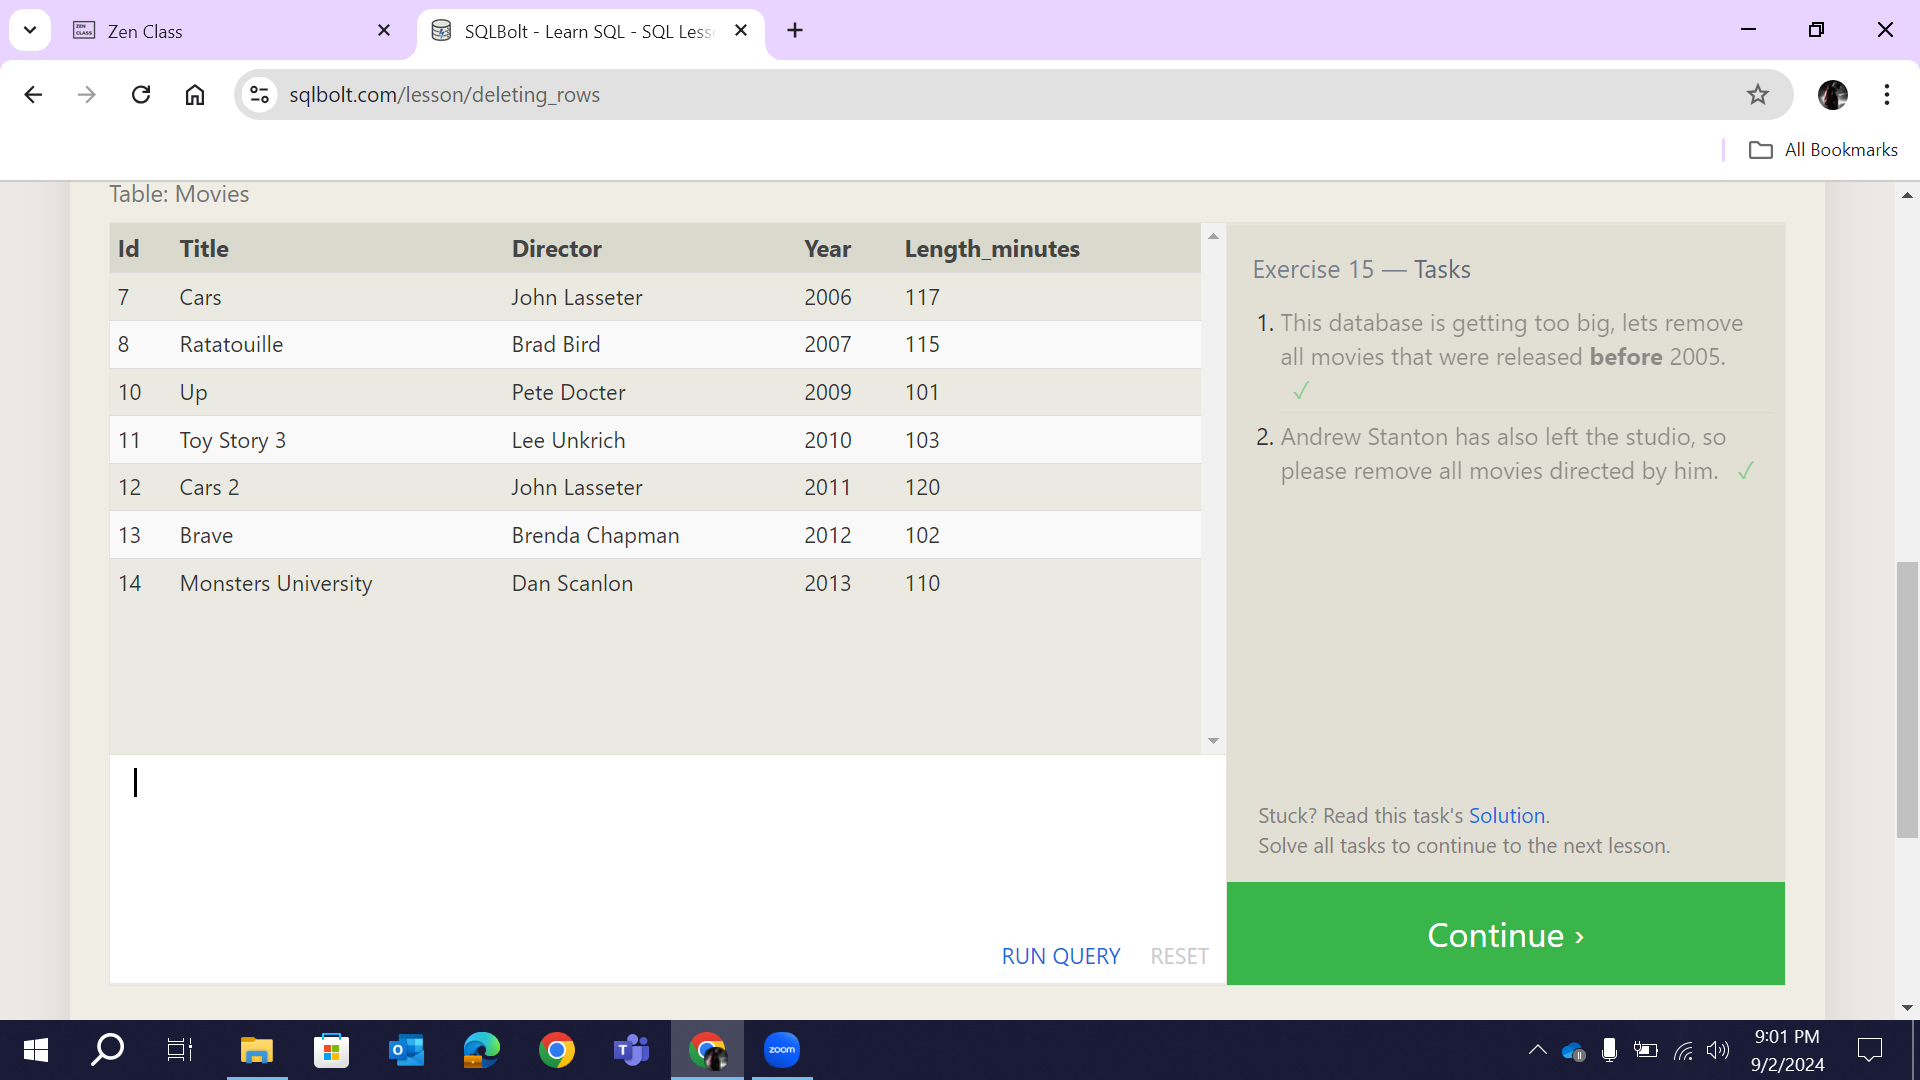 Zen Class
SQLBolt - Learn SQL - SQL Less
sqlbolt.com/lesson/deleting_rows
All Bookmarks
Table: Movies
Id Title Director Year Length_minutes
7 Cars John Lasseter 2006 117
8 Ratatouille Brad Bird 2007 115
10 Up Pete Docter 2009 101
11 Toy Story 3 Lee Unkrich 2010 103
12 Cars 2 John Lasseter 2011 120
13 Brave Brenda Chapman 2012 102
14 Monsters University Dan Scanlon 2013 110
RUN QUERY RESET
Exercise 15 — Tasks
1. This database is getting too big, lets remove
all movies that were released before 2005.
✓
2. Andrew Stanton has also left the studio, so
please remove all movies directed by him. ✓
Stuck? Read this task's Solution.
Solve all tasks to continue to the next lesson.
Continue ›
zoom
9:01 PM
9/2/2024